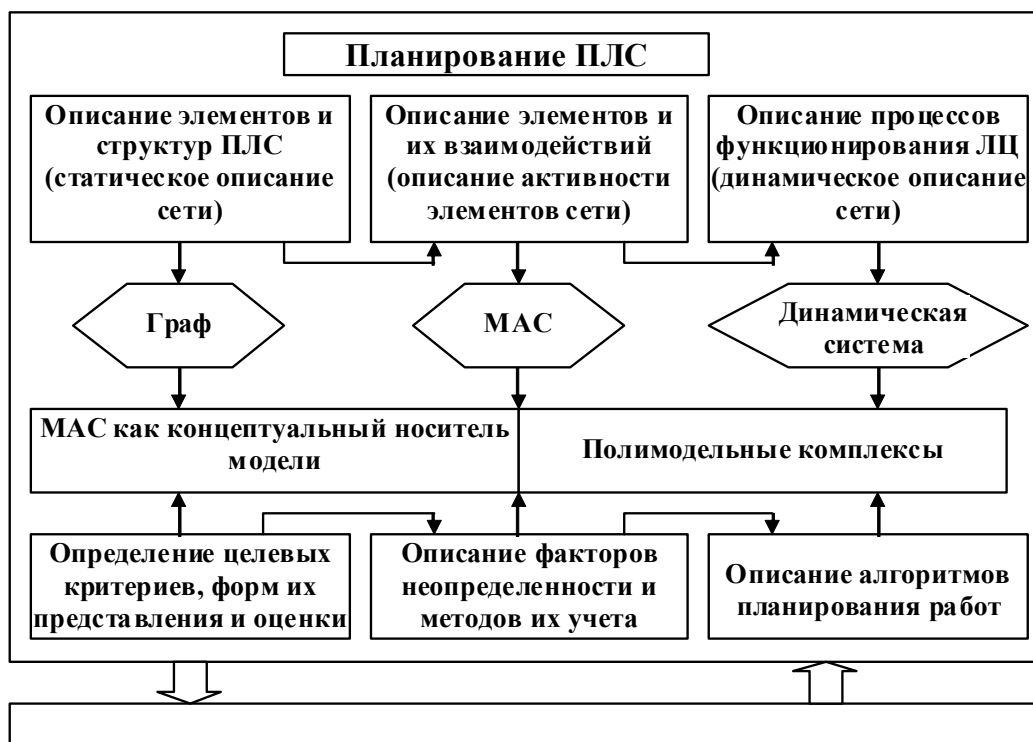 Планирование ПЛС
Описание элементов и
структур ПЛС
(статическое описание
сети)
Описание элементов и
их взаимодействий
(описание активности
элементов сети)
Описание процессов
функционирования ЛЦ
(динамическое описание
сети)
Граф
МАС
Динамическая
система
МАС как концептуальный носитель
модели
Полимодельные комплексы
Определение целевых
критериев, форм их
представления и оценки
Описание факторов
неопределенности и
методов их учета
Описание алгоритмов
планирования работ